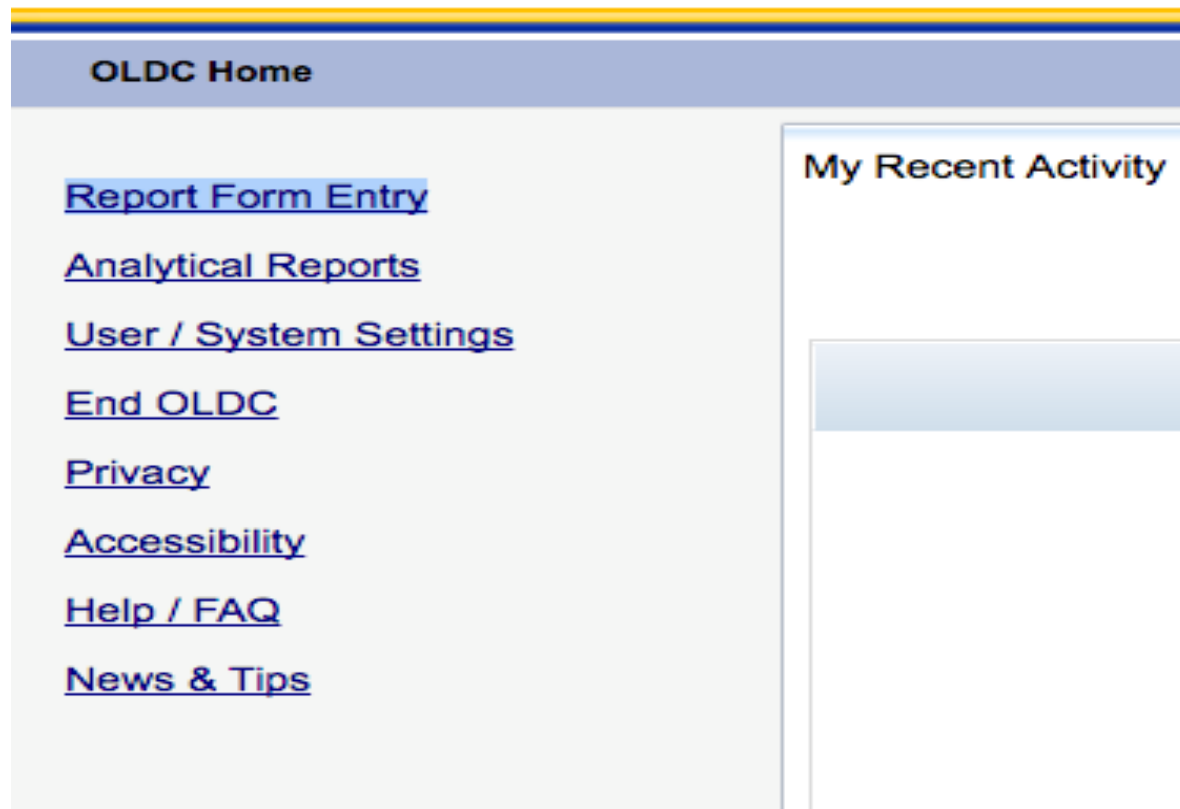 OLDC Home
My Recent Activity
Report Form Entry
Analytical Reports
User / System Settings
End OLDC
Privacy
Accessibility
Help / FAQ
News & Tips